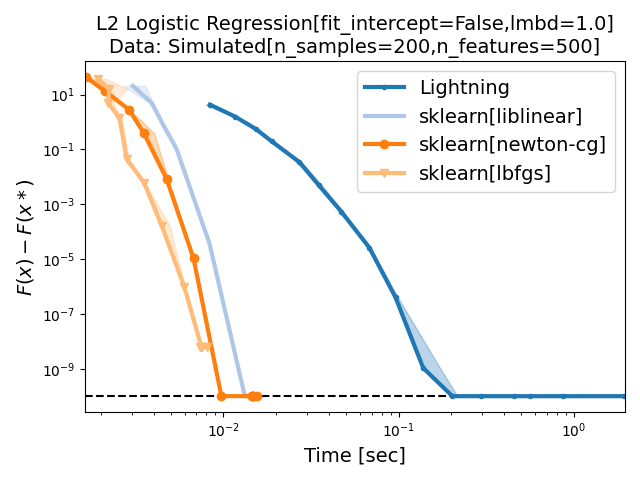 L2 Logistic Regression[fit_intercept=False,lmbd=1.0]
Data: Simulated[n_samples=200,n_features=500]
Lightning
sklearn[liblinear]
sklearn[newton-cg]
sklearn[lbfgs]
F(x) − F(x*)
10¹
10⁻¹
10⁻³
10⁻⁵
10⁻⁷
10⁻⁹
10⁻²
10⁻¹
10⁰
Time [sec]